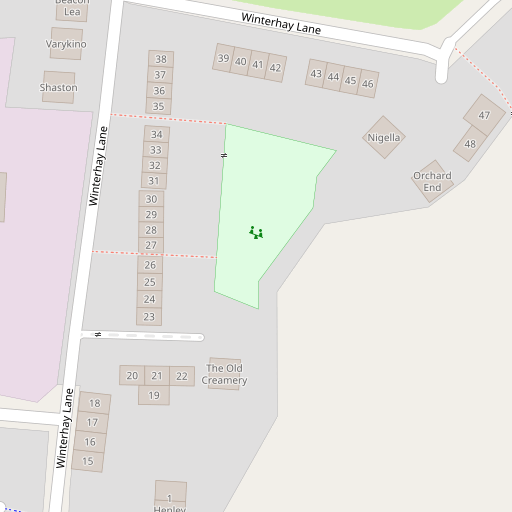 Beacon
Lea
Winterhay Lane
Varykino
Shaston
38
37
36
35
39
40
41
42
43
44
45
46
47
48
Nigella
Orchard
End
34
33
32
31
30
29
28
27
26
25
24
23
Winterhay Lane
20
21
22
19
The Old
Creamery
18
17
16
15
Winterhay Lane
1
Henley